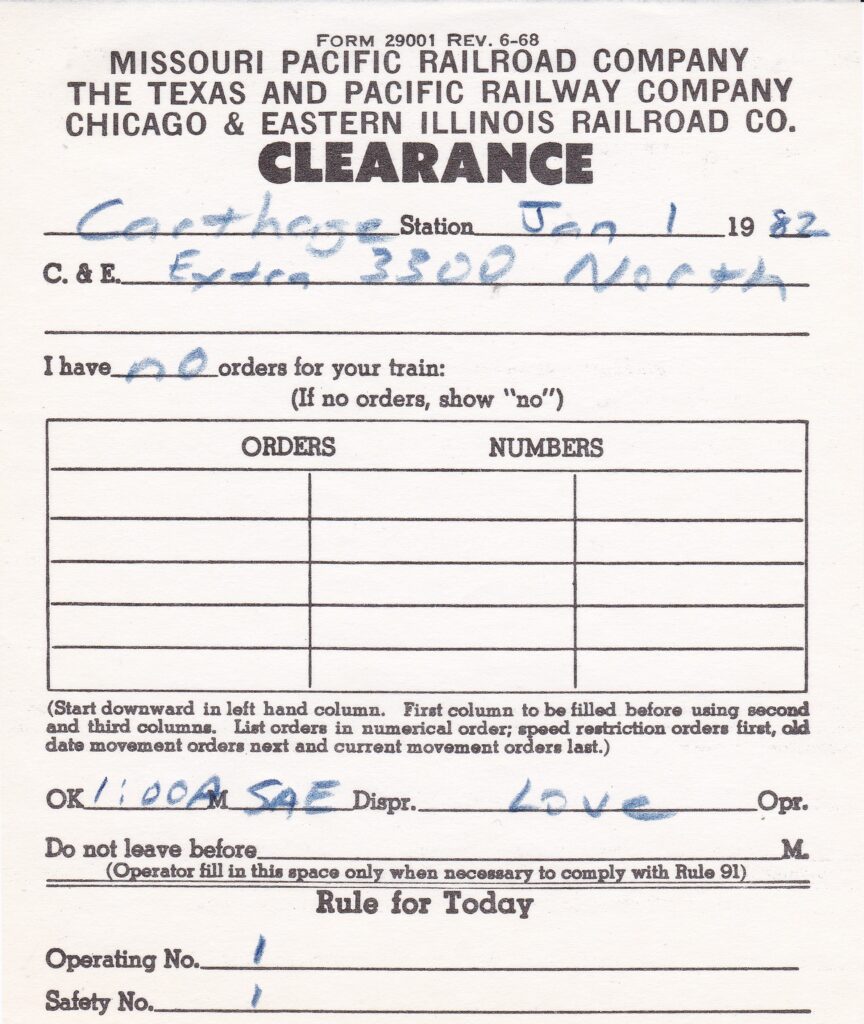 FORM 29001 REV. 6-68
MISSOURI PACIFIC RAILROAD COMPANY
THE TEXAS AND PACIFIC RAILWAY COMPANY
CHICAGO & EASTERN ILLINOIS RAILROAD CO.
CLEARANCE
Carthage Station Jan 1 1982
C. & E. Extra 3300 North
I have no orders for your train:
(If no orders, show "no")
ORDERS NUMBERS
(Start downward in left hand column. First column to be filled before using second
and third columns. List orders in numerical order; speed restriction orders first, old
date movement orders next and current movement orders last.)
OK 1:00A M SAE Dispr. Love Opr.
Do not leave before M.
(Operator fill in this space only when necessary to comply with Rule 91)
Rule for Today
Operating No. 1
Safety No. 1